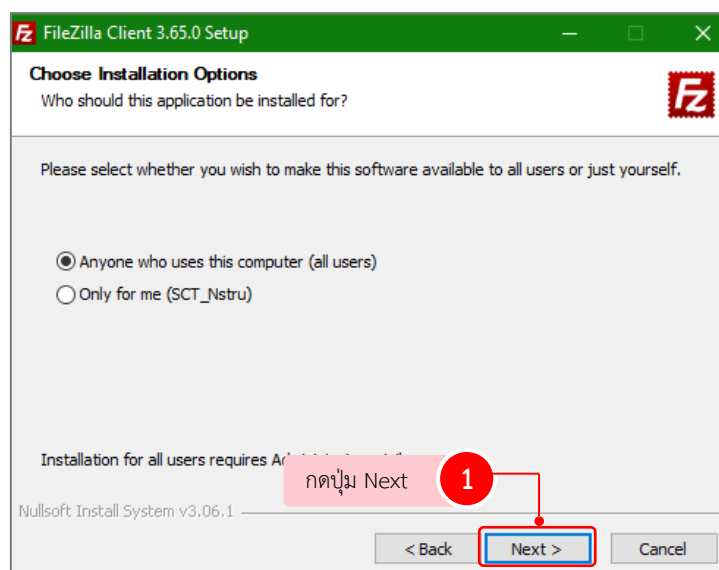 FileZilla Client 3.65.0 Setup
Choose Installation Options
Who should this application be installed for?
Please select whether you wish to make this software available to all users or just yourself.
Anyone who uses this computer (all users)
Only for me (SCT_Nstru)
Installation for all users requires
กดปุ่ม Next 1
Nullsoft Install System v3.06.1
< Back Next > Cancel